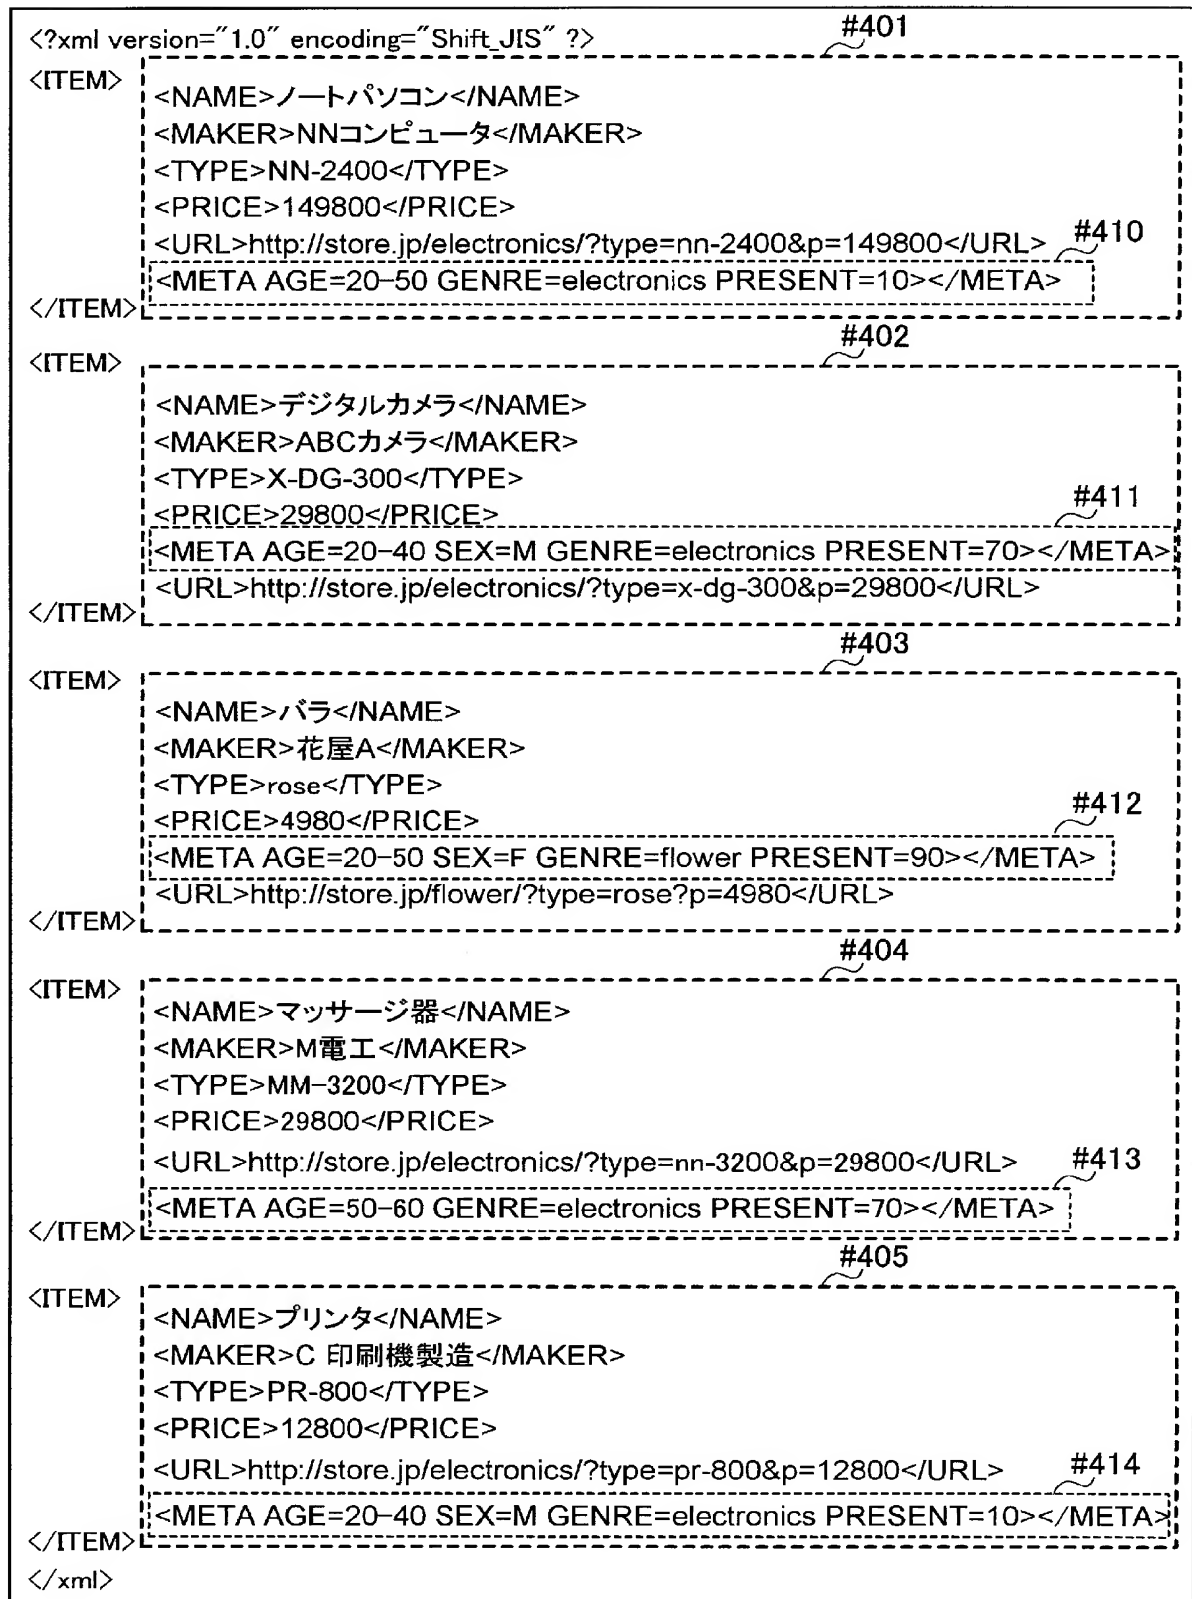 <?xml version="1.0" encoding="Shift_JIS" ?>
#401
<ITEM>
<NAME>ノートパソコン</NAME>
<MAKER>NNコンピュータ</MAKER>
<TYPE>NN-2400</TYPE>
<PRICE>149800</PRICE>
<URL>http://store.jp/electronics/?type=nn-2400&p=149800</URL>
#410
<META AGE=20-50 GENRE=electronics PRESENT=10></META>
</ITEM>
#402
<ITEM>
<NAME>デジタルカメラ</NAME>
<MAKER>ABCカメラ</MAKER>
<TYPE>X-DG-300</TYPE>
<PRICE>29800</PRICE>
#411
<META AGE=20-40 SEX=M GENRE=electronics PRESENT=70></META>
<URL>http://store.jp/electronics/?type=x-dg-300&p=29800</URL>
</ITEM>
#403
<ITEM>
<NAME>バラ</NAME>
<MAKER>花屋A</MAKER>
<TYPE>rose</TYPE>
<PRICE>4980</PRICE>
#412
<META AGE=20-50 SEX=F GENRE=flower PRESENT=90></META>
<URL>http://store.jp/flower/?type=rose?p=4980</URL>
</ITEM>
#404
<ITEM>
<NAME>マッサージ器</NAME>
<MAKER>M電工</MAKER>
<TYPE>MM-3200</TYPE>
<PRICE>29800</PRICE>
<URL>http://store.jp/electronics/?type=nn-3200&p=29800</URL>
#413
<META AGE=50-60 GENRE=electronics PRESENT=70></META>
</ITEM>
#405
<ITEM>
<NAME>プリンタ</NAME>
<MAKER>C 印刷機製造</MAKER>
<TYPE>PR-800</TYPE>
<PRICE>12800</PRICE>
<URL>http://store.jp/electronics/?type=pr-800&p=12800</URL>
#414
<META AGE=20-40 SEX=M GENRE=electronics PRESENT=10></META>
</ITEM>
</xml>